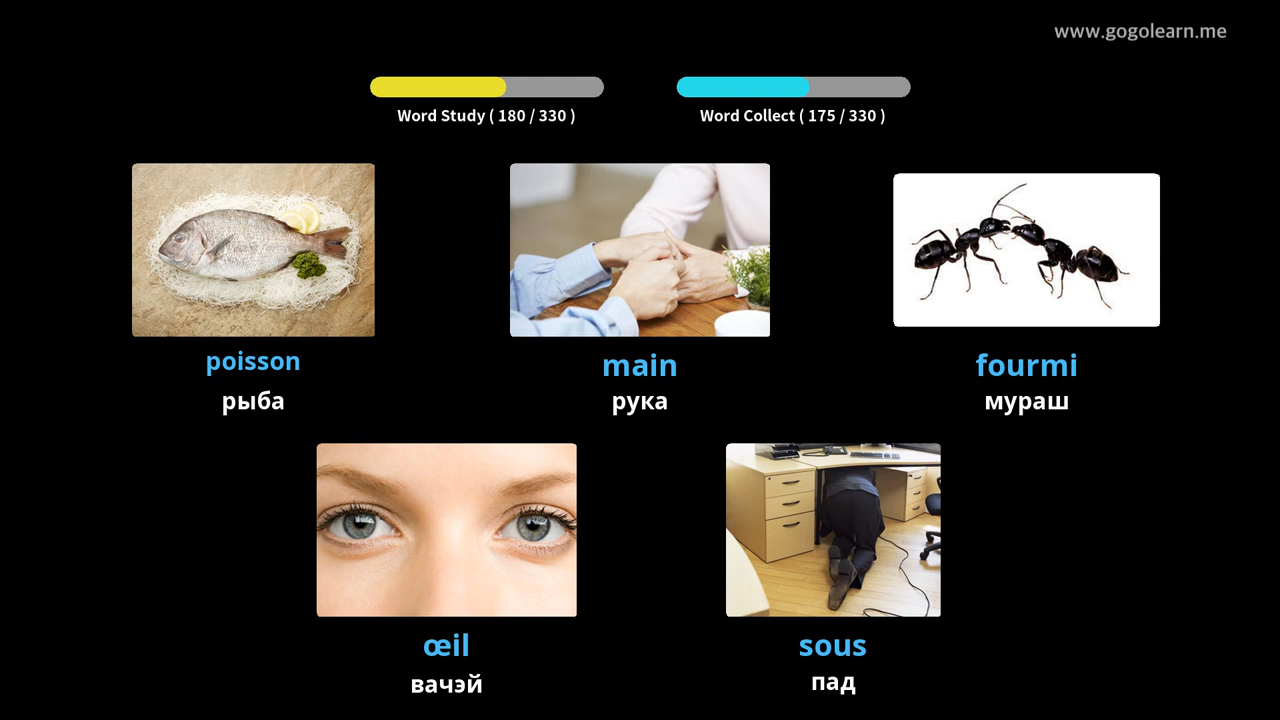 www.gogolearn.me
Word Study ( 180 / 330 )
Word Collect ( 175 / 330 )
poisson
рыба
main
рука
fourmi
мураш
œil
вачэй
sous
пад